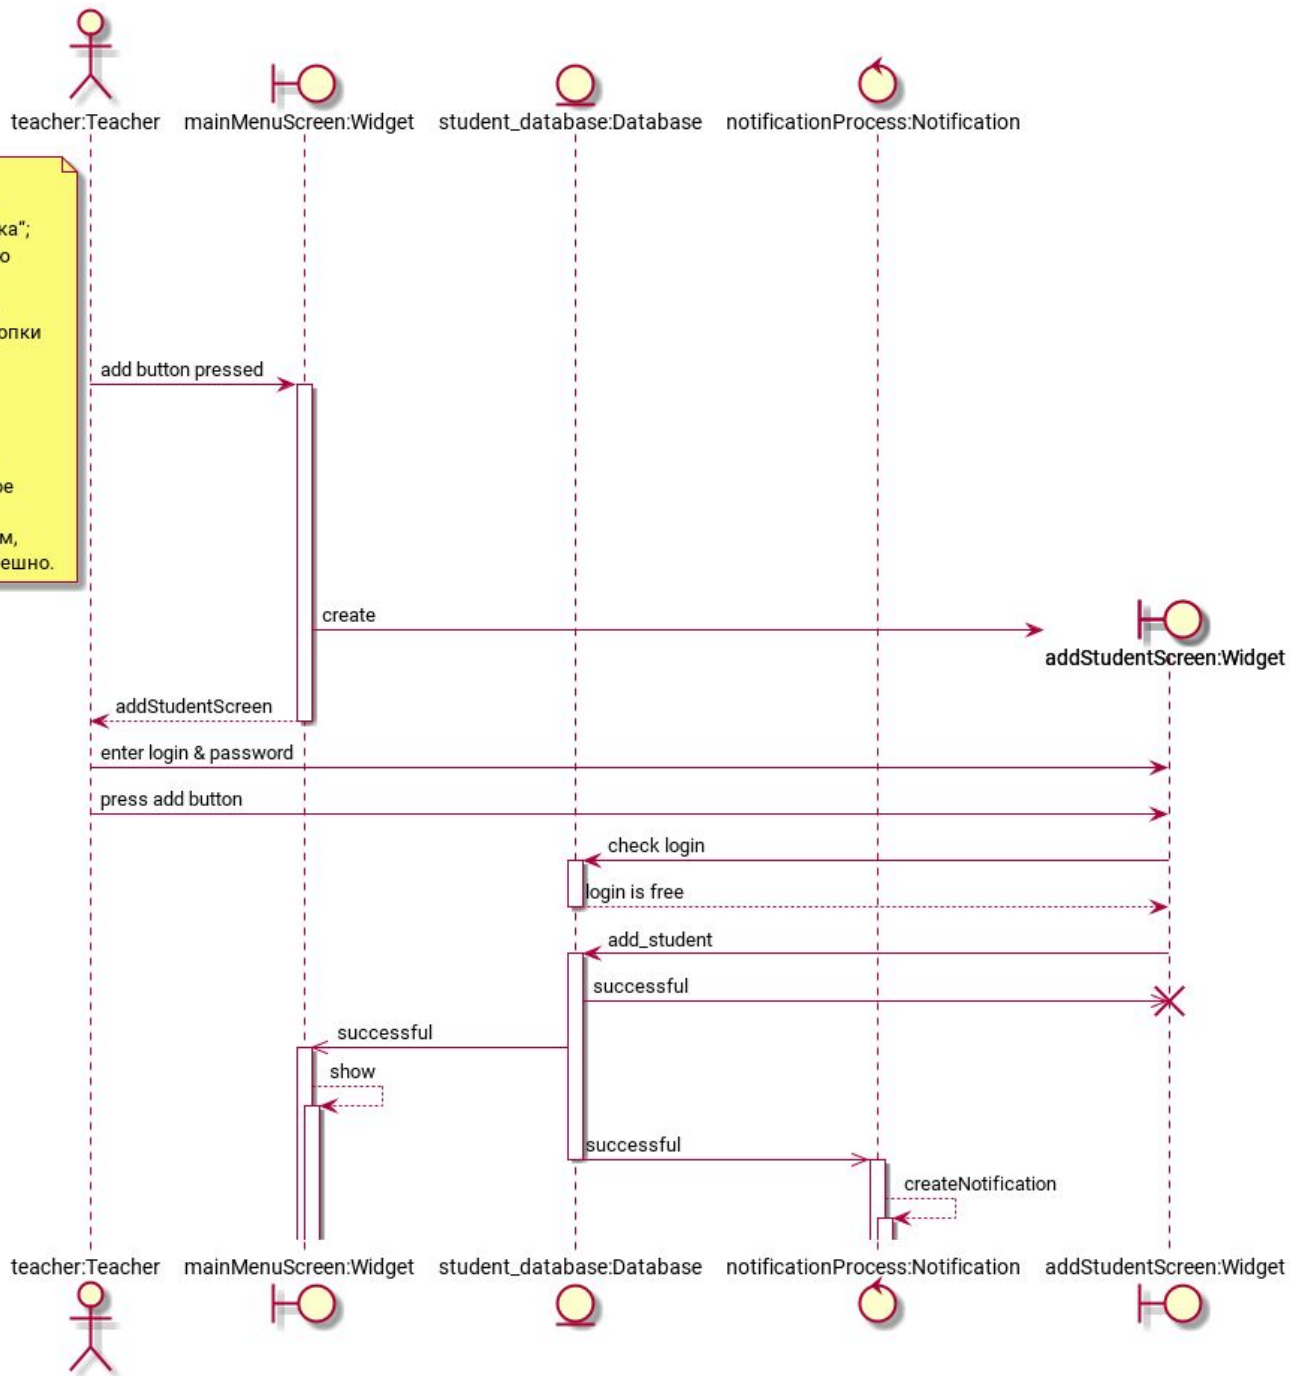 teacher:Teacher mainMenuScreen:Widget student_database:Database notificationProcess:Notification
ка“;
о
опки
ое
м,
ешно.
add button pressed
create
addStudentScreen:Widget
addStudentScreen
enter login & password
press add button
check login
login is free
add_student
successful
successful
show
successful
createNotification
teacher:Teacher mainMenuScreen:Widget student_database:Database notificationProcess:Notification addStudentScreen:Widget